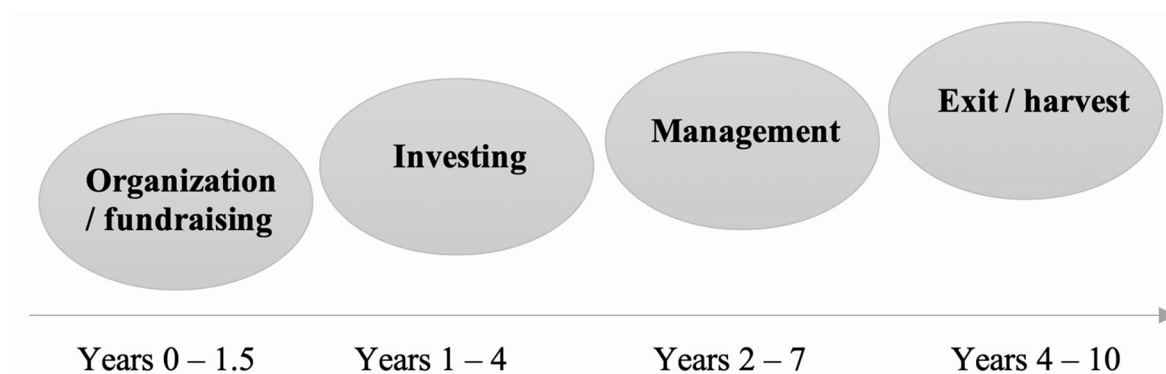 Organization
/ fundraising
Investing
Management
Exit / harvest
Years 0 – 1.5
Years 1 – 4
Years 2 – 7
Years 4 – 10